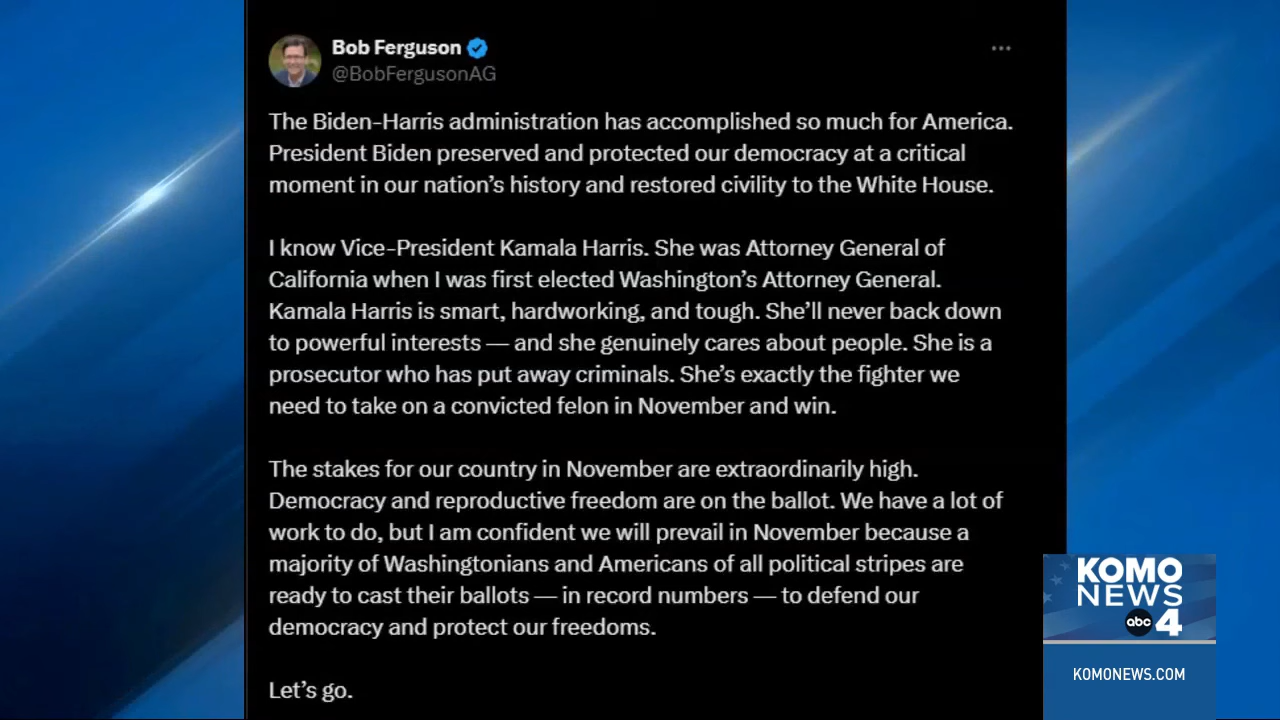 Bob Ferguson
@BobFergusonAG
The Biden-Harris administration has accomplished so much for America.
President Biden preserved and protected our democracy at a critical
moment in our nation's history and restored civility to the White House.
I know Vice-President Kamala Harris. She was Attorney General of
California when I was first elected Washington's Attorney General.
Kamala Harris is smart, hardworking, and tough. She'll never back down
to powerful interests — and she genuinely cares about people. She is a
prosecutor who has put away criminals. She's exactly the fighter we
need to take on a convicted felon in November and win.
The stakes for our country in November are extraordinarily high.
Democracy and reproductive freedom are on the ballot. We have a lot of
work to do, but I am confident we will prevail in November because a
majority of Washingtonians and Americans of all political stripes are
ready to cast their ballots — in record numbers — to defend our
democracy and protect our freedoms.
Let's go.
KOMO
NEWS
abc 4
KOMONEWS.COM